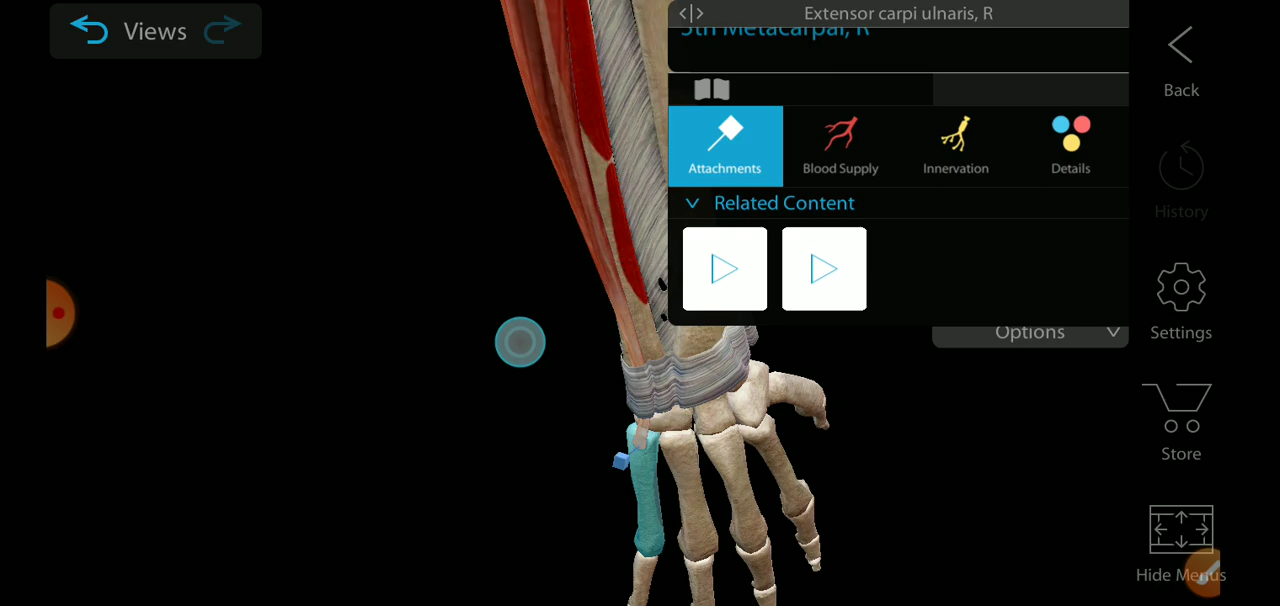 Views
Extensor carpi ulnaris, R
5th Metacarpal, R
Attachments
Blood Supply
Innervation
Details
Related Content
Options
Back
History
Settings
Store
Hide Menus